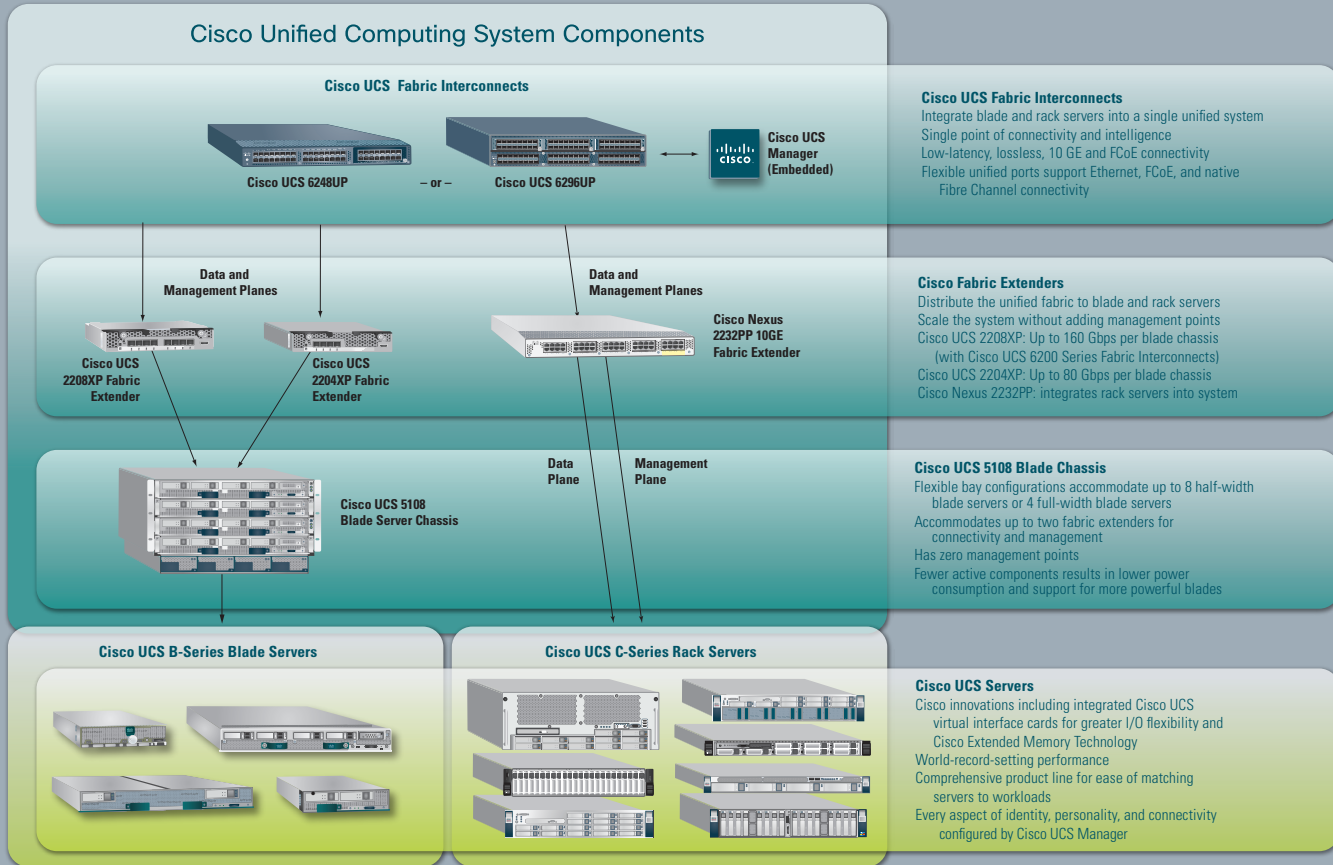 Cisco Unified Computing System Components
Cisco UCS Fabric Interconnects
CISCO
Cisco UCS
Manager
(Embedded)
Cisco UCS 6248UP
– or –
Cisco UCS 6296UP
Cisco UCS Fabric Interconnects
Integrate blade and rack servers into a single unified system
Single point of connectivity and intelligence
Low-latency, lossless, 10 GE and FCoE connectivity
Flexible unified ports support Ethernet, FCoE, and native
Fibre Channel connectivity
Data and
Management Planes
Data and
Management Planes
Cisco UCS
2208XP Fabric
Extender
Cisco UCS
2204XP Fabric
Extender
Cisco Nexus
2232PP 10GE
Fabric Extender
Cisco Fabric Extenders
Distribute the unified fabric to blade and rack servers
Scale the system without adding management points
Cisco UCS 2208XP: Up to 160 Gbps per blade chassis
(with Cisco UCS 6200 Series Fabric Interconnects)
Cisco UCS 2204XP: Up to 80 Gbps per blade chassis
Cisco Nexus 2232PP: integrates rack servers into system
Cisco UCS 5108
Blade Server Chassis
Data
Plane
Management
Plane
Cisco UCS 5108 Blade Chassis
Flexible bay configurations accommodate up to 8 half-width
blade servers or 4 full-width blade servers
Accommodates up to two fabric extenders for
connectivity and management
Has zero management points
Fewer active components results in lower power
consumption and support for more powerful blades
Cisco UCS B-Series Blade Servers
Cisco UCS C-Series Rack Servers
Cisco UCS Servers
Cisco innovations including integrated Cisco UCS
virtual interface cards for greater I/O flexibility and
Cisco Extended Memory Technology
World-record-setting performance
Comprehensive product line for ease of matching
servers to workloads
Every aspect of identity, personality, and connectivity
configured by Cisco UCS Manager